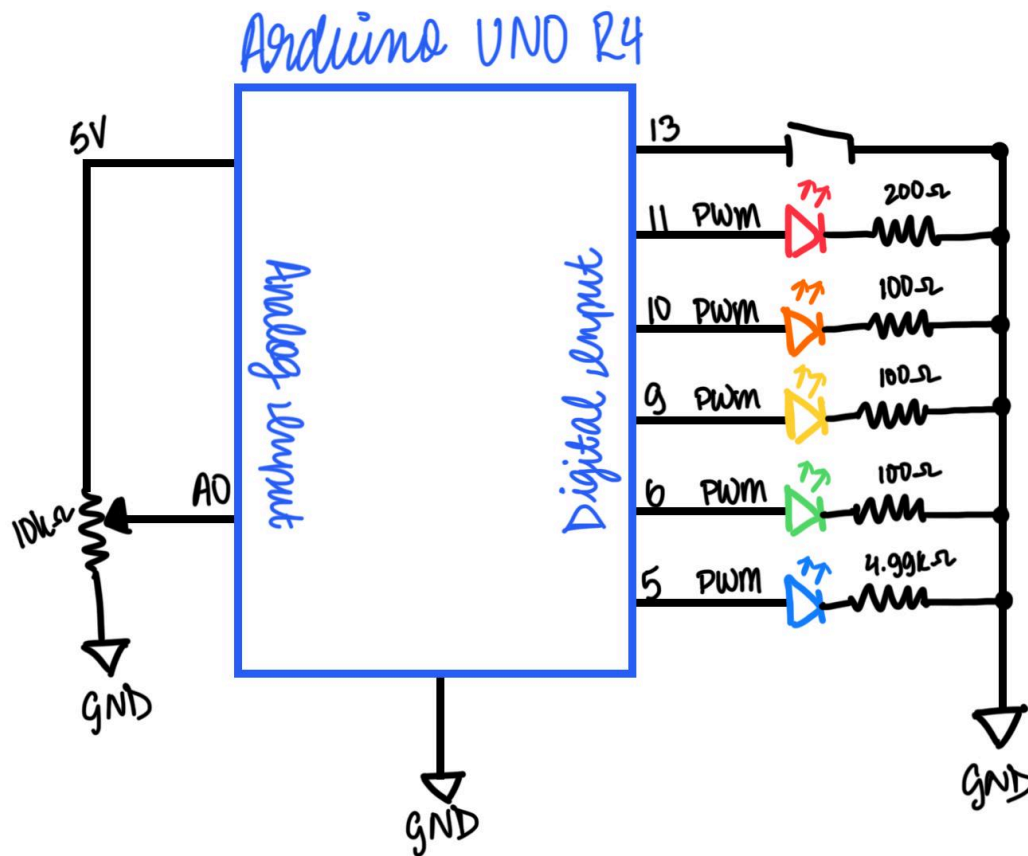 Arduino UNO R4
5V
Analog input
A0
10kΩ
GND
GND
Digital input
13
11 PWM
200Ω
10 PWM
100Ω
9 PWM
100Ω
6 PWM
100Ω
5 PWM
4.99kΩ
GND